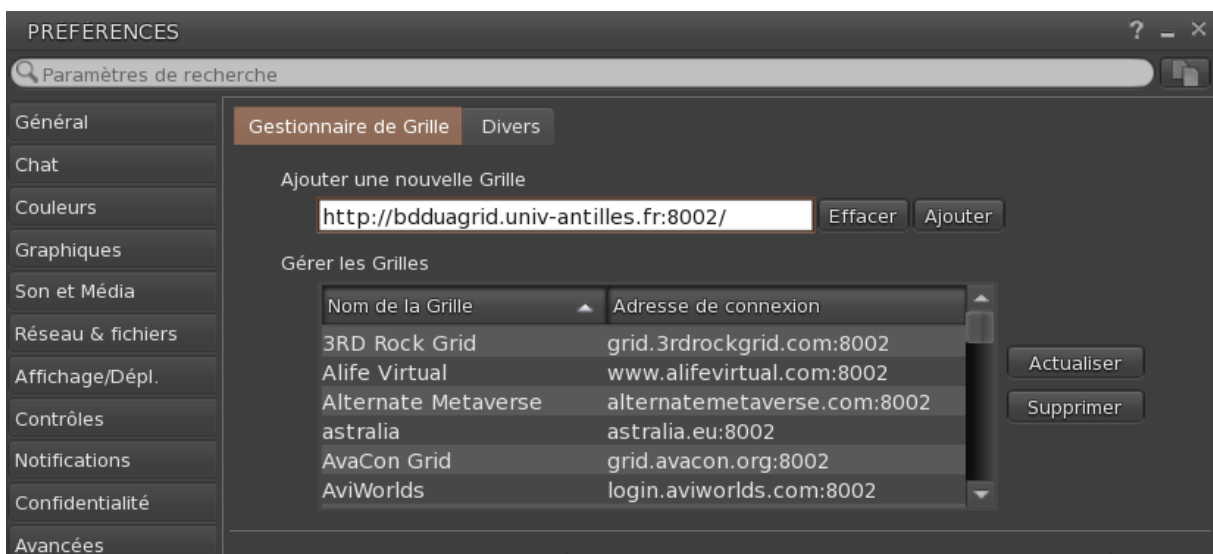 PRÉFÉRENCES
?
Paramètres de recherche
Général
Chat
Couleurs
Graphiques
Son et Média
Réseau & fichiers
Affichage/Dépl.
Contrôles
Notifications
Confidentialité
Avancées
Gestionnaire de Grille
Divers
Ajouter une nouvelle Grille
http://bdduagrid.univ-antilles.fr:8002/
Effacer
Ajouter
Gérer les Grilles
Nom de la Grille Adresse de connexion
3RD Rock Grid grid.3rdrockgrid.com:8002
Alife Virtual www.alifevirtual.com:8002
Alternate Metaverse alternatemetaverse.com:8002
astralia astralia.eu:8002
AvaCon Grid grid.avacon.org:8002
AviWorlds login.aviworlds.com:8002
Actualiser
Supprimer